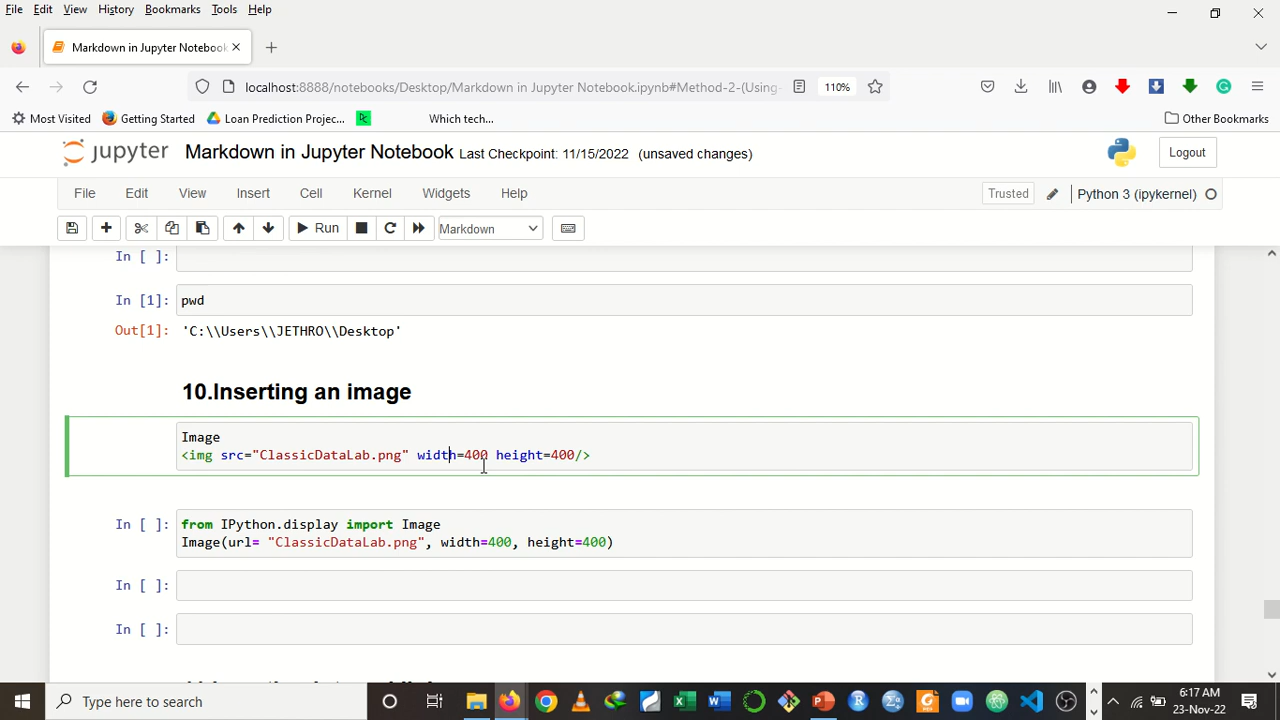 File Edit View History Bookmarks Tools Help
Markdown in Jupyter Notebook
localhost:8888/notebooks/Desktop/Markdown in Jupyter Notebook.ipynb#Method-2-(Using-
110%
Most Visited Getting Started Loan Prediction Projec... Which tech... Other Bookmarks
jupyter Markdown in Jupyter Notebook Last Checkpoint: 11/15/2022 (unsaved changes) Logout
File Edit View Insert Cell Kernel Widgets Help Trusted Python 3 (ipykernel)
Run Markdown
In [ ]:
In [1]: pwd
Out[1]: 'C:\\Users\\JETHRO\\Desktop'
10.Inserting an image
Image
<img src="ClassicDataLab.png" width=400 height=400/>
In [ ]: from IPython.display import Image
Image(url= "ClassicDataLab.png", width=400, height=400)
In [ ]:
In [ ]:
Type here to search
6:17 AM
23-Nov-22